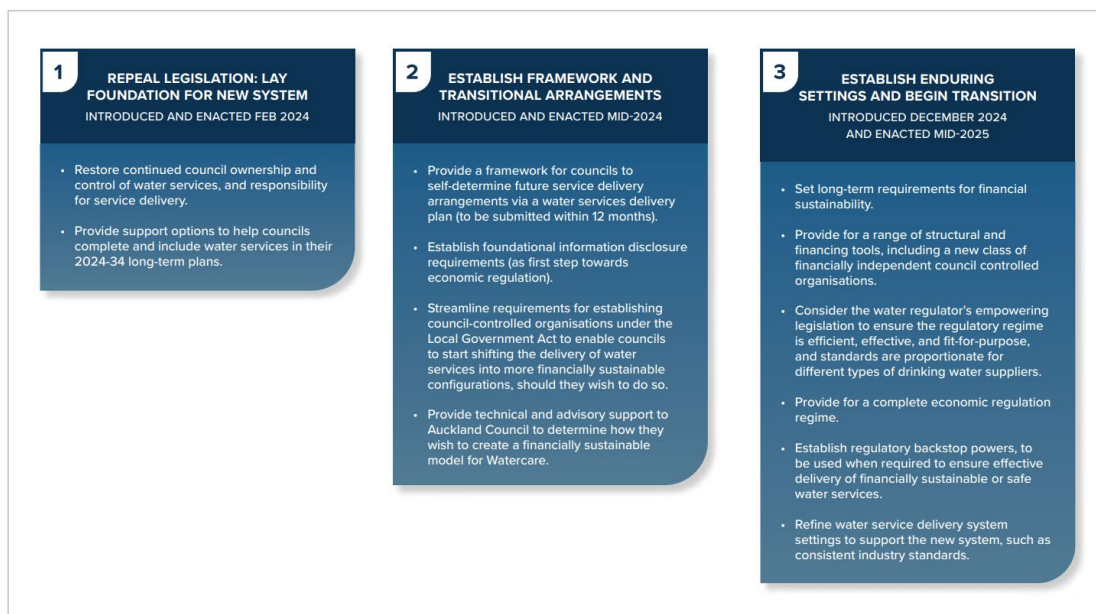 1
REPEAL LEGISLATION: LAY
FOUNDATION FOR NEW SYSTEM
INTRODUCED AND ENACTED FEB 2024
• Restore continued council ownership and
control of water services, and responsibility
for service delivery.
• Provide support options to help councils
complete and include water services in their
2024-34 long-term plans.
2
ESTABLISH FRAMEWORK AND
TRANSITIONAL ARRANGEMENTS
INTRODUCED AND ENACTED MID-2024
• Provide a framework for councils to
self-determine future service delivery
arrangements via a water services delivery
plan (to be submitted within 12 months).
• Establish foundational information disclosure
requirements (as first step towards
economic regulation).
• Streamline requirements for establishing
council-controlled organisations under the
Local Government Act to enable councils
to start shifting the delivery of water
services into more financially sustainable
configurations, should they wish to do so.
• Provide technical and advisory support to
Auckland Council to determine how they
wish to create a financially sustainable
model for Watercare.
3
ESTABLISH ENDURING
SETTINGS AND BEGIN TRANSITION
INTRODUCED DECEMBER 2024
AND ENACTED MID-2025
• Set long-term requirements for financial
sustainability.
• Provide for a range of structural and
financing tools, including a new class of
financially independent council controlled
organisations.
• Consider the water regulator's empowering
legislation to ensure the regulatory regime
is efficient, effective, and fit-for-purpose,
and standards are proportionate for
different types of drinking water suppliers.
• Provide for a complete economic regulation
regime.
• Establish regulatory backstop powers, to
be used when required to ensure effective
delivery of financially sustainable or safe
water services.
• Refine water service delivery system
settings to support the new system, such as
consistent industry standards.